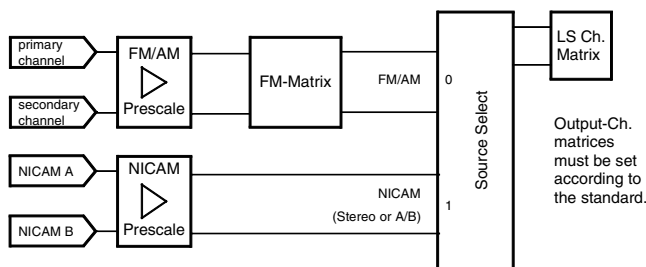 primary
channel
FM/AM
Prescale
secondary
channel
FM-Matrix
FM/AM
0
Source Select
LS Ch.
Matrix
NICAM A
NICAM
Prescale
NICAM B
NICAM
(Stereo or A/B)
1
Output-Ch.
matrices
must be set
according to
the standard.